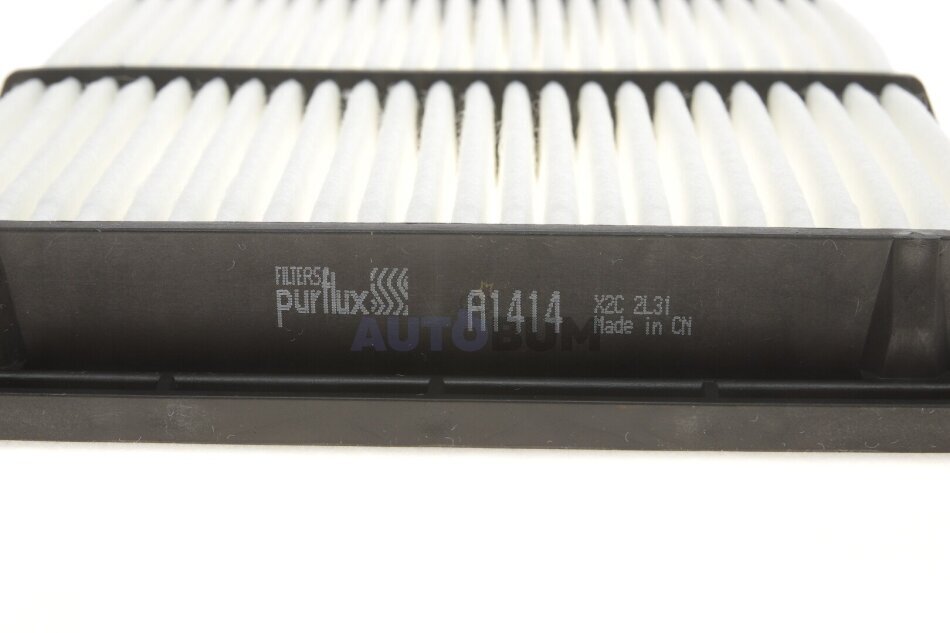 FILTERS
purflux A1414 X2C 2L31
Made in CN
AUTOBUM